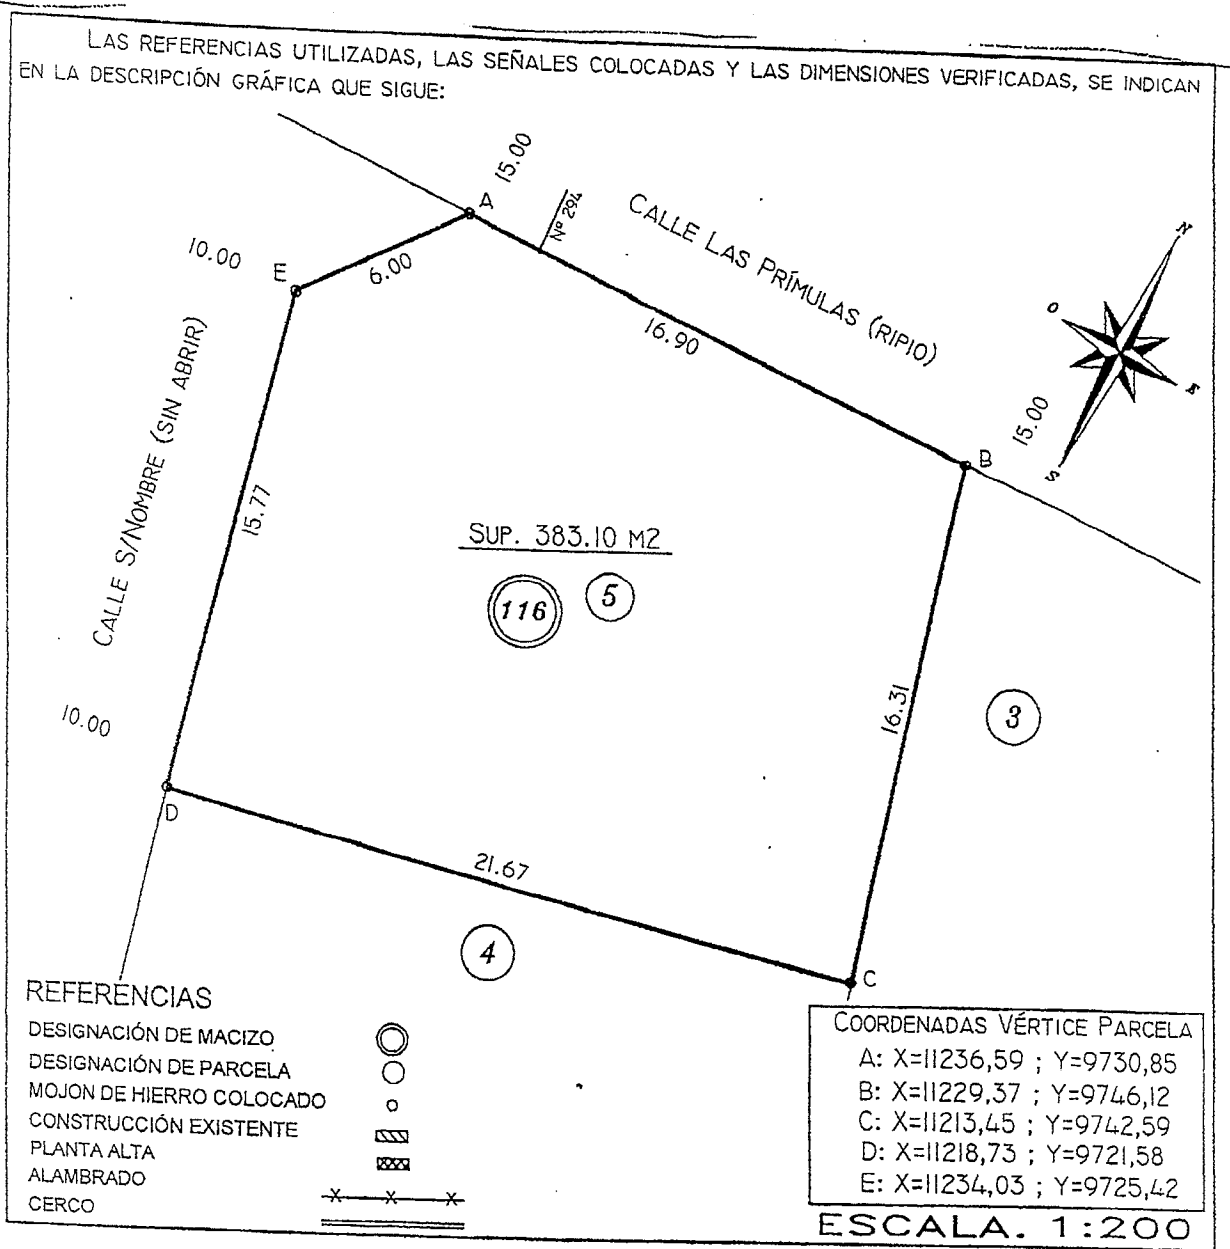 LAS REFERENCIAS UTILIZADAS, LAS SEÑALES COLOCADAS Y LAS DIMENSIONES VERIFICADAS, SE INDICAN
EN LA DESCRIPCIÓN GRÁFICA QUE SIGUE:
15.00
A
Nº 294
CALLE LAS PRÍMULAS (RIPIO)
N
10.00
E
6.00
O
16.90
E
CALLE S/NOMBRE (SIN ABRIR)
15.00
B
S
15.77
SUP. 383.10 M2
116
5
16.31
3
10.00
D
21.67
4
C
REFERENCIAS
DESIGNACIÓN DE MACIZO
DESIGNACIÓN DE PARCELA
MOJON DE HIERRO COLOCADO
CONSTRUCCIÓN EXISTENTE
PLANTA ALTA
ALAMBRADO
CERCO
COORDENADAS VÉRTICE PARCELA
A: X=11236,59 ; Y=9730,85
B: X=11229,37 ; Y=9746,12
C: X=11213,45 ; Y=9742,59
D: X=11218,73 ; Y=9721,58
E: X=11234,03 ; Y=9725,42
ESCALA. 1:200